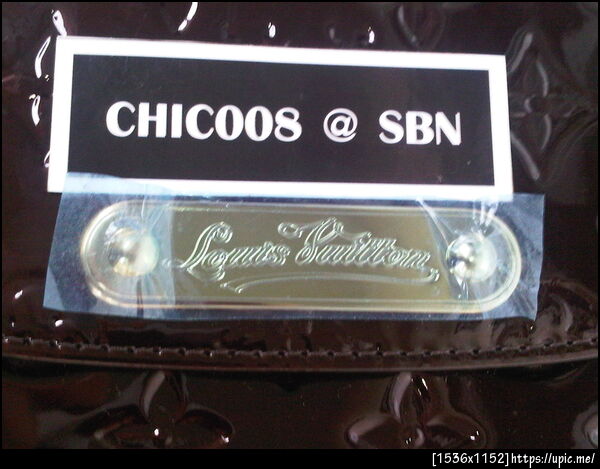 CHIC008 @ SBN
Louis Vuitton
[1536x1152]https://upic.me/